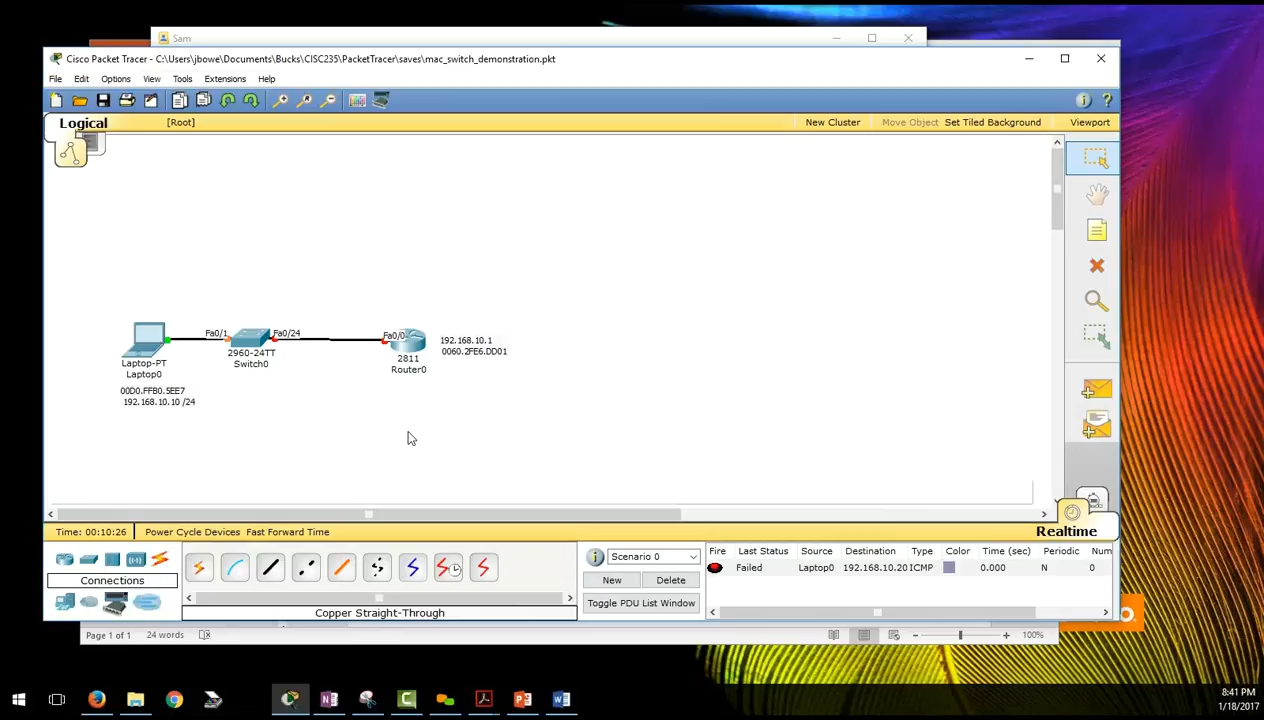 Sam
Cisco Packet Tracer - C:\Users\jbowe\Documents\Bucks\CISC235\PacketTracer\saves\mac_switch_demonstration.pkt
File Edit Options View Tools Extensions Help
Logical [Root] New Cluster Move Object Set Tiled Background Viewport
Fa0/1 Fa0/24 Fa0/0
192.168.10.1
0060.2FE6.DD01
2960-24TT
Switch0
2811
Router0
Laptop-PT
Laptop0
00D0.FFB0.5EE7
192.168.10.10 /24
Time: 00:10:26 Power Cycle Devices Fast Forward Time Realtime
Scenario 0
Fire Last Status Source Destination Type Color Time (sec) Periodic Num
Failed Laptop0 192.168.10.20 ICMP 0.000 N 0
Connections
New Delete
Toggle PDU List Window
Copper Straight-Through
Page 1 of 1 24 words 100%
8:41 PM
1/18/2017